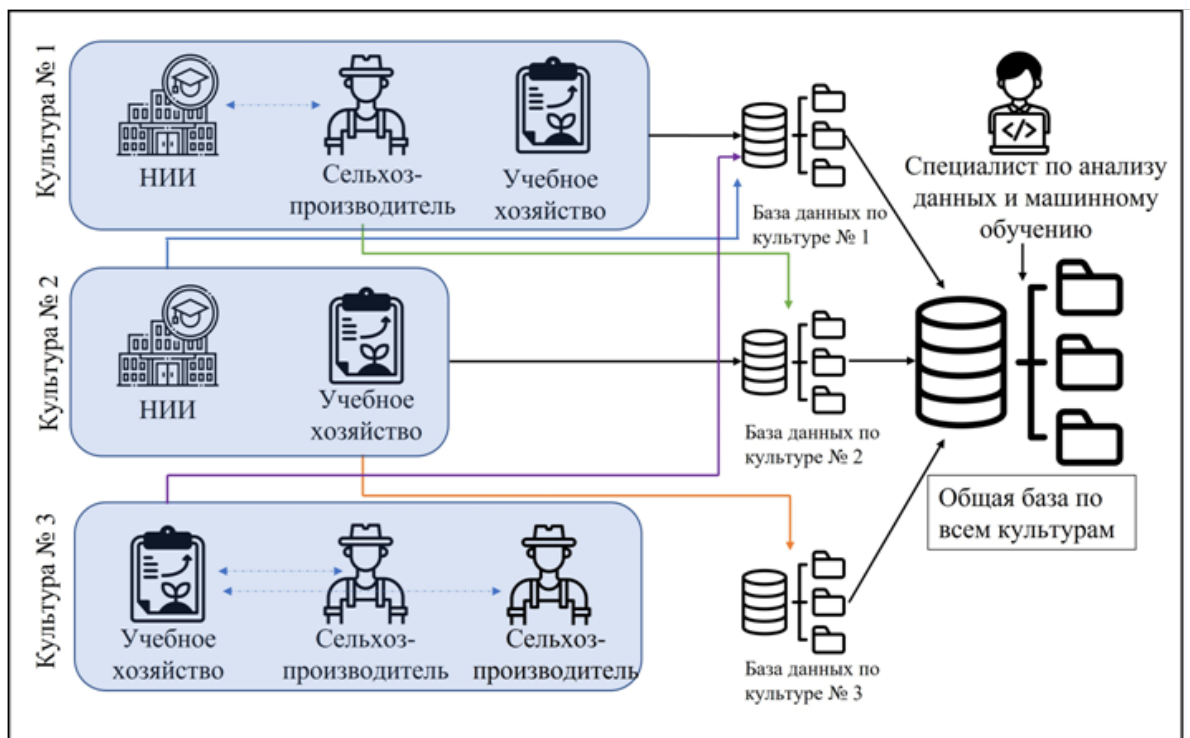 Культура № 1
НИИ
Сельхоз-
производитель
Учебное
хозяйство
База данных по
культуре № 1
Специалист по анализу
данных и машинному
обучению
</>
Культура № 2
НИИ
Учебное
хозяйство
База данных по
культуре № 2
Общая база по
всем культурам
Культура № 3
Учебное
хозяйство
Сельхоз-
производитель
Сельхоз-
производитель
База данных по
культуре № 3